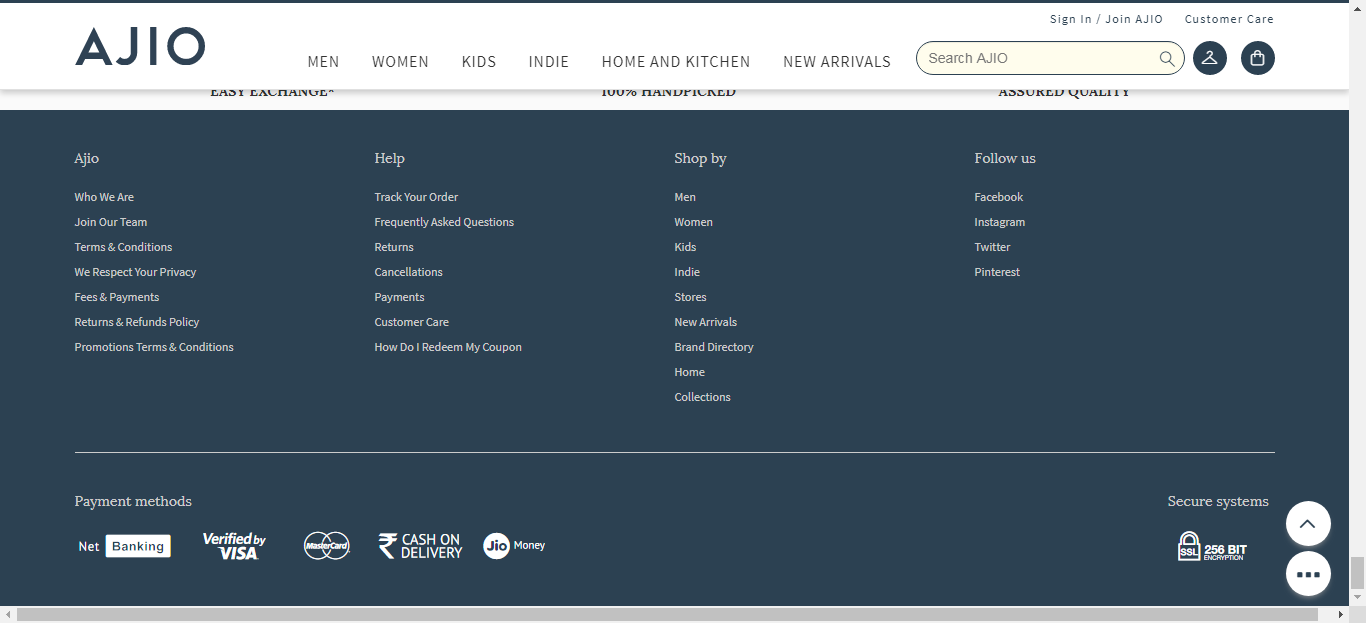 Sign In / Join AJIO Customer Care
AJIO
MEN WOMEN KIDS INDIE HOME AND KITCHEN NEW ARRIVALS
Search AJIO
EASY EXCHANGE* 100% HANDPICKED ASSURED QUALITY
Ajio
Who We Are
Join Our Team
Terms & Conditions
We Respect Your Privacy
Fees & Payments
Returns & Refunds Policy
Promotions Terms & Conditions
Help
Track Your Order
Frequently Asked Questions
Returns
Cancellations
Payments
Customer Care
How Do I Redeem My Coupon
Shop by
Men
Women
Kids
Indie
Stores
New Arrivals
Brand Directory
Home
Collections
Follow us
Facebook
Instagram
Twitter
Pinterest
Payment methods
Net Banking
Verified by
VISA
MasterCard
₹ CASH ON
DELIVERY
Jio Money
Secure systems
SSL 256 BIT
ENCRYPTION